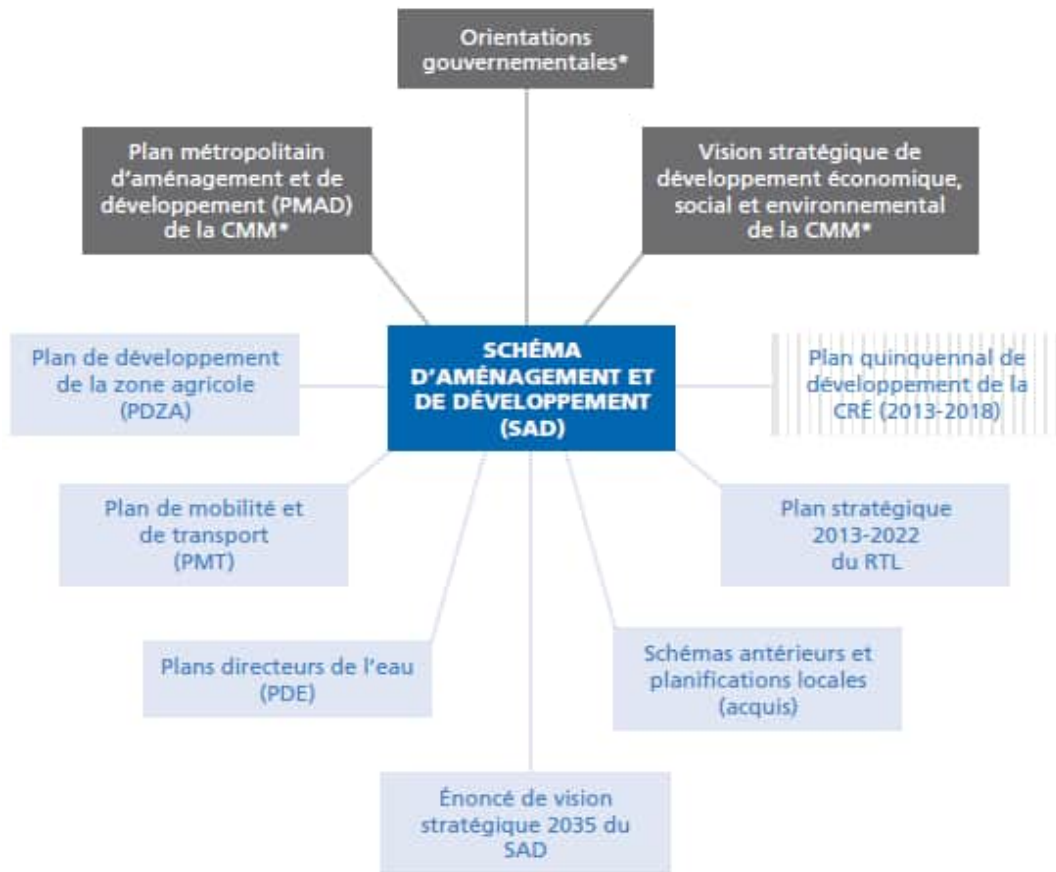 Orientations
gouvernementales*
Plan métropolitain
d'aménagement et de
développement (PMAD)
de la CMM*
Vision stratégique de
développement économique,
social et environnemental
de la CMM*
SCHÉMA
D'AMÉNAGEMENT ET
DE DÉVELOPPEMENT
(SAD)
Plan de développement
de la zone agricole
(PDZA)
Plan quinquennal de
développement de la
CRÉ (2013-2018)
Plan de mobilité et
de transport
(PMT)
Plan stratégique
2013-2022
du RTL
Plans directeurs de l'eau
(PDE)
Schémas antérieurs et
planifications locales
(acquis)
Énoncé de vision
stratégique 2035 du
SAD